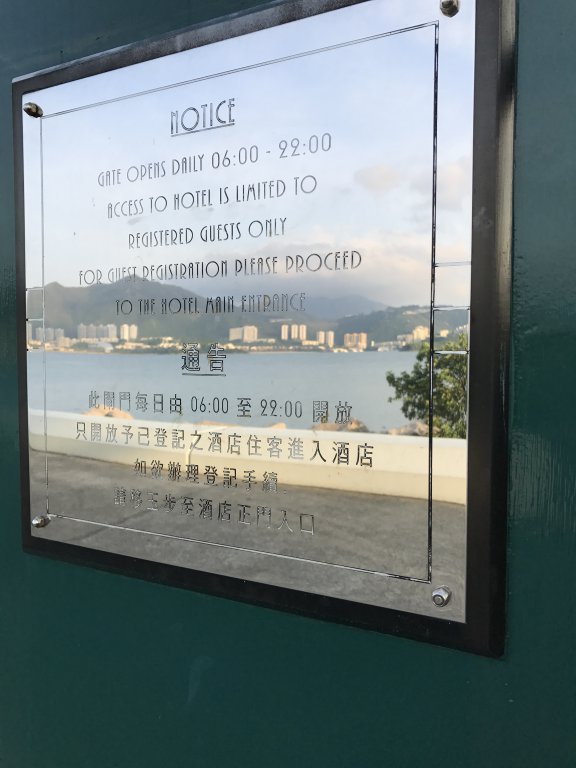 NOTICE
GATE OPENS DAILY 06:00 - 22:00
ACCESS TO HOTEL IS LIMITED TO
REGISTERED GUESTS ONLY
FOR GUEST REGISTRATION PLEASE PROCEED
TO THE HOTEL MAIN ENTRANCE
通告
此閘門每日由 06:00 至 22:00 開放
只開放予已登記之酒店住客進入酒店
如欲辦理登記手續
請移玉步至酒店正門入口